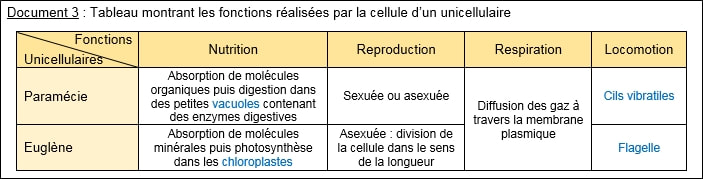 Document 3 : Tableau montrant les fonctions réalisées par la cellule d'un unicellulaire
Fonctions
Unicellulaires
Nutrition
Reproduction
Respiration
Locomotion
Paramécie
Absorption de molécules
organiques puis digestion dans
des petites vacuoles contenant
des enzymes digestives
Sexuée ou asexuée
Diffusion des gaz à
travers la membrane
plasmique
Cils vibratiles
Euglène
Absorption de molécules
minérales puis photosynthèse
dans les chloroplastes
Asexuée : division de
la cellule dans le sens
de la longueur
Flagelle